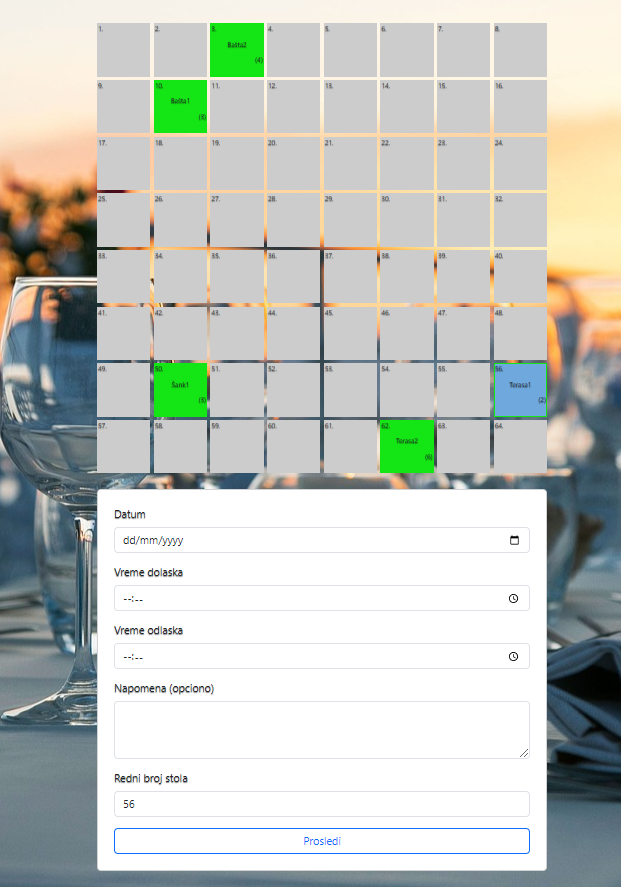 1. 2. 3. 4. 5. 6. 7. 8.
Bašta2
(4)
9. 10. 11. 12. 13. 14. 15. 16.
Bašta1
17. 18. 19. 20. 21. 22. 23. 24.
25. 26. 27. 28. 29. 30. 31. 32.
33. 34. 35. 36. 37. 38. 39. 40.
41. 42. 43. 44. 45. 46. 47. 48.
49. 50. 51. 52. 53. 54. 55. 56.
Šank1 Terasa1
(2)
57. 58. 59. 60. 61. 62. 63. 64.
Terasa2
(6)
Datum
dd/mm/yyyy
Vreme dolaska
--:--
Vreme odlaska
--:--
Napomena (opciono)
Redni broj stola
56
Prosledi